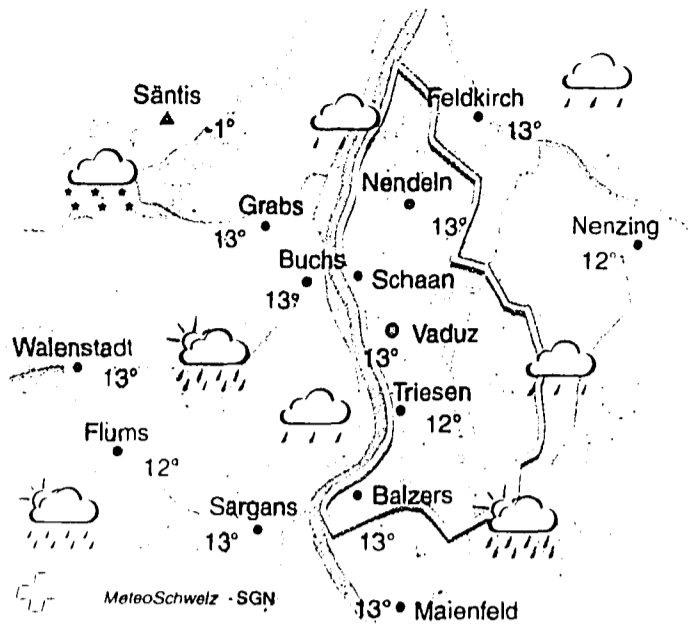 Säntis
-1°
Feldkirch
13°
Nendeln
13°
Grabs
13°
Nenzing
12°
Buchs
13°
Schaan
Vaduz
13°
Walenstadt
13°
Triesen
12°
Flums
12°
Balzers
13°
Sargans
13°
MeteoSchweiz - SGN
13°
Maienfeld